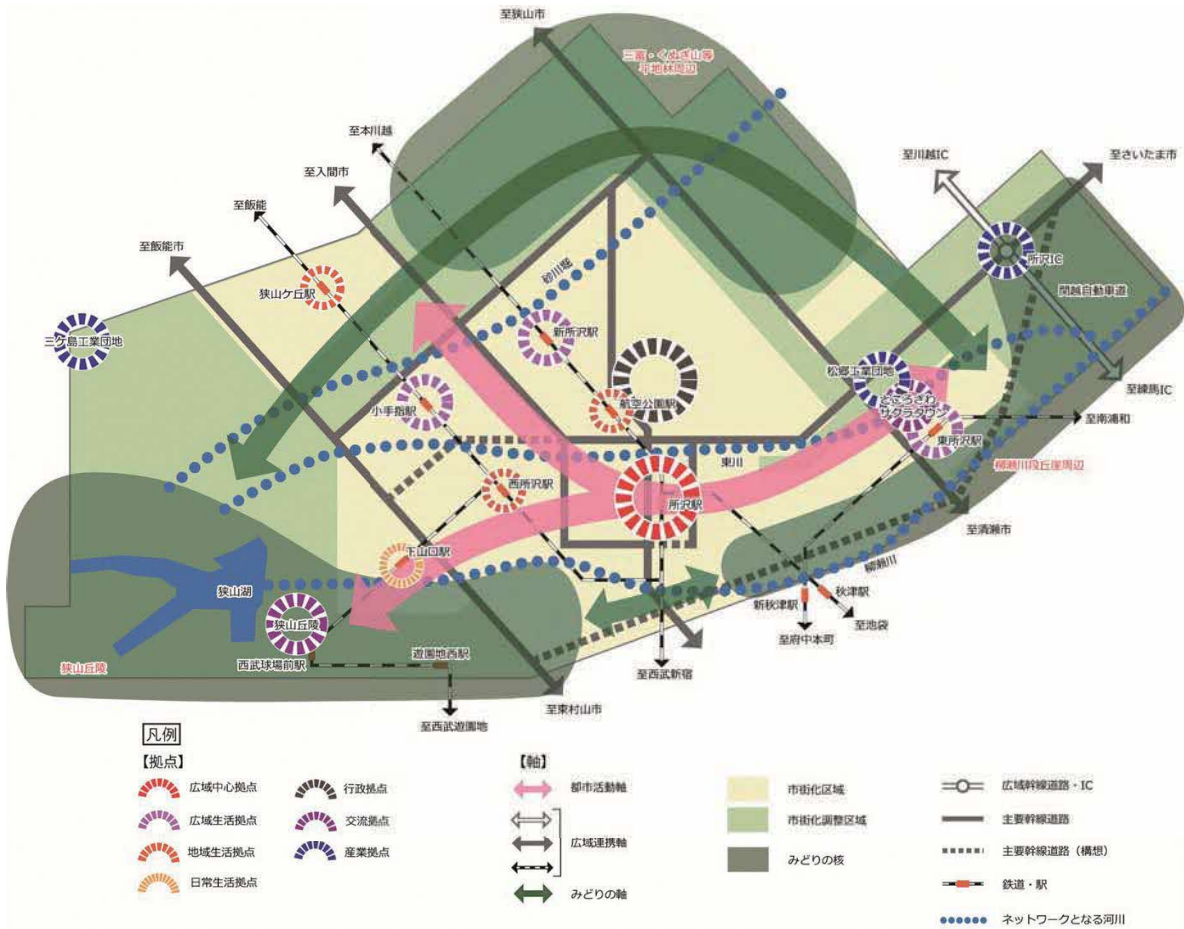 至狭山市
三富・くぬぎ山等
平地林周辺
至本川越
至川越IC
至さいたま市
至入間市
至飯能
至飯能市
所沢IC
関越自動車道
砂川堀
狭山ケ丘駅
新所沢駅
三ケ島工業団地
松郷工業団地
至練馬IC
小手指駅
航空公園駅
ところざわ
サクラタウン
東所沢駅
至南浦和
東川
柳瀬川段丘崖周辺
西所沢駅
所沢駅
至清瀬市
下山口駅
柳瀬川
狭山湖
新秋津駅
秋津駅
狭山丘陵
至池袋
至府中本町
西武球場前駅
遊園地西駅
狭山丘陵
至西武新宿
至東村山市
至西武遊園地
凡例
【拠点】
広域中心拠点
広域生活拠点
地域生活拠点
日常生活拠点
行政拠点
交流拠点
産業拠点
【軸】
都市活動軸
広域連携軸
みどりの軸
市街化区域
市街化調整区域
みどりの核
広域幹線道路・IC
主要幹線道路
主要幹線道路（構想）
鉄道・駅
ネットワークとなる河川